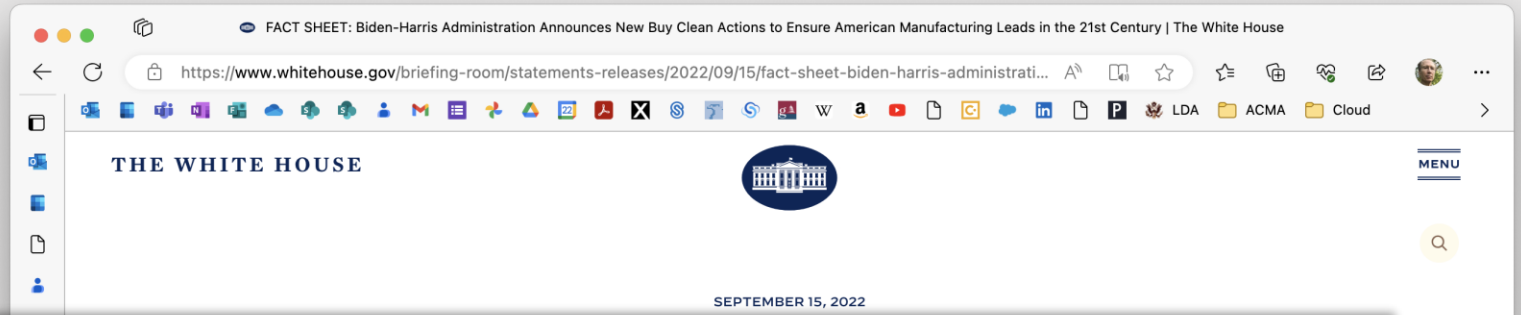 FACT SHEET: Biden-Harris Administration Announces New Buy Clean Actions to Ensure American Manufacturing Leads in the 21st Century | The White House
https://www.whitehouse.gov/briefing-room/statements-releases/2022/09/15/fact-sheet-biden-harris-administrati...
22 LDA ACMA Cloud
THE WHITE HOUSE
MENU
SEPTEMBER 15, 2022